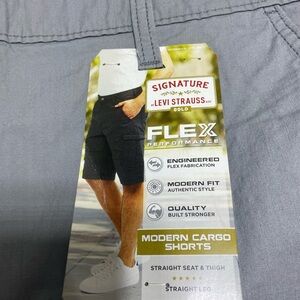 SIGNATURE
BY LEVI STRAUSS & CO.
GOLD
FLEX
PERFORMANCE
ENGINEERED
FLEX FABRICATION
MODERN FIT
AUTHENTIC STYLE
QUALITY
BUILT STRONGER
MODERN CARGO
SHORTS
STRAIGHT SEAT & THIGH
STRAIGHT LEG